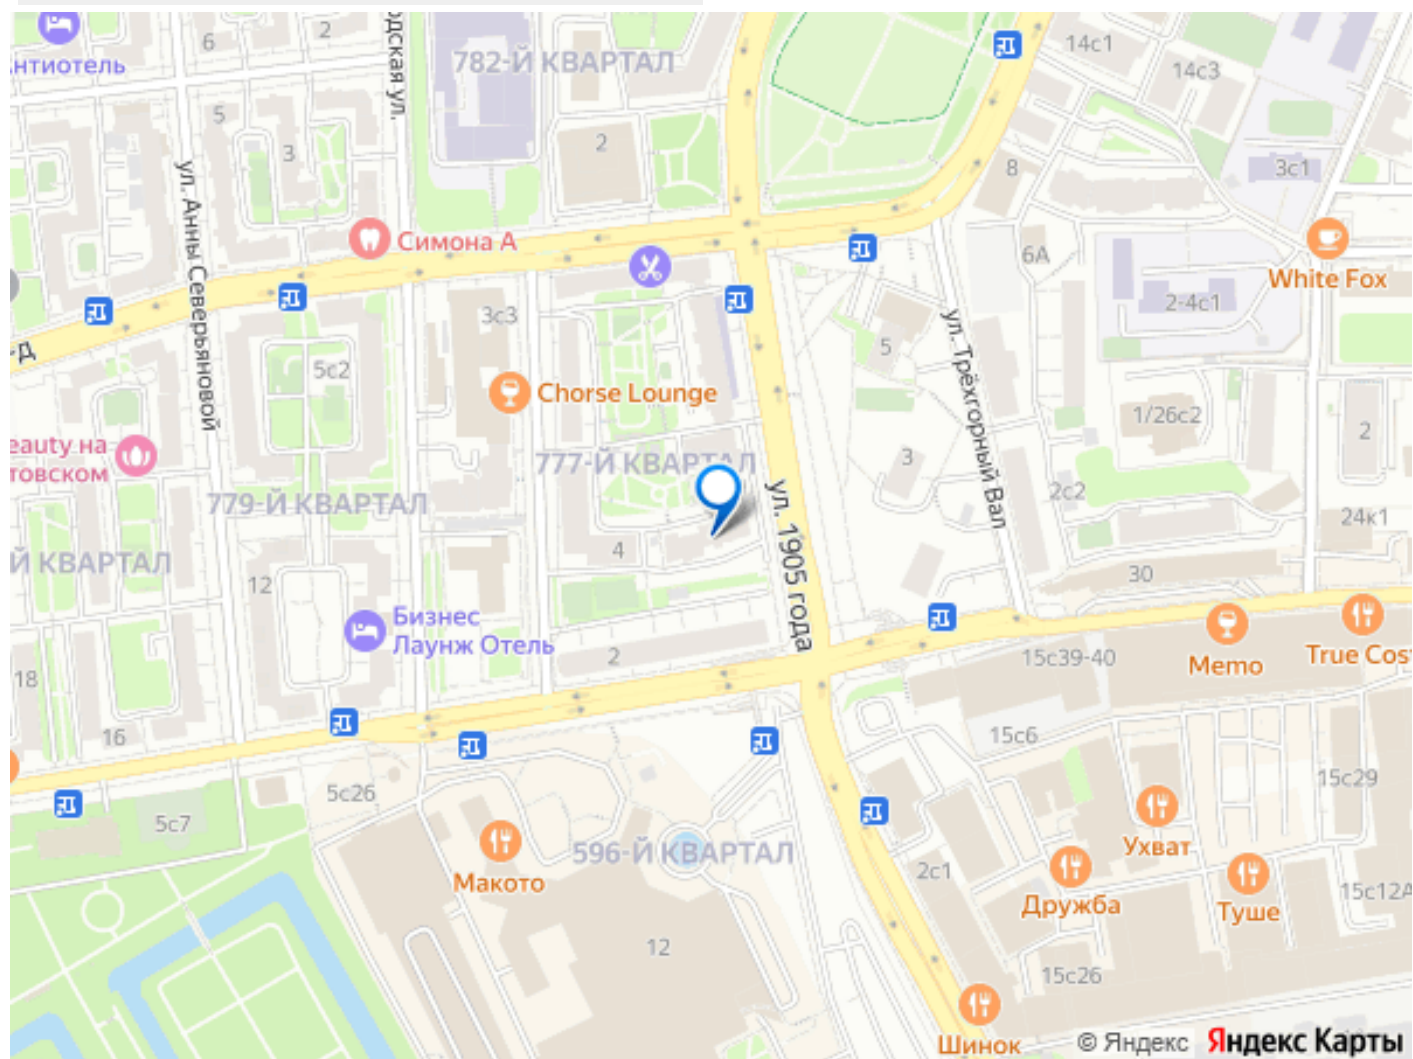 нтиотель
6
2
одская ул.
782-Й КВАРТАЛ
14с1
14с3
5
3
2
8
3с1
ул. Анны Северьяновой
Симона А
6А
White Fox
2-4с1
3с3
5
ул. Трёхгорный Вал
-д
5с2
Chorse Lounge
1/26с2
2
eauty на
товском
777-Й КВАРТАЛ
3
779-Й КВАРТАЛ
ул. 1905 года
2с2
24к1
Й КВАРТАЛ
4
12
30
Бизнес
Лаунж Отель
2
15с39-40
Memo
True Cos
18
16
15с6
5с26
15с29
5с7
Ухват
596-Й КВАРТАЛ
Макото
2с1
Дружба
Туше
15с12А
12
15с26
Шинок
© Яндекс Яндекс Карты